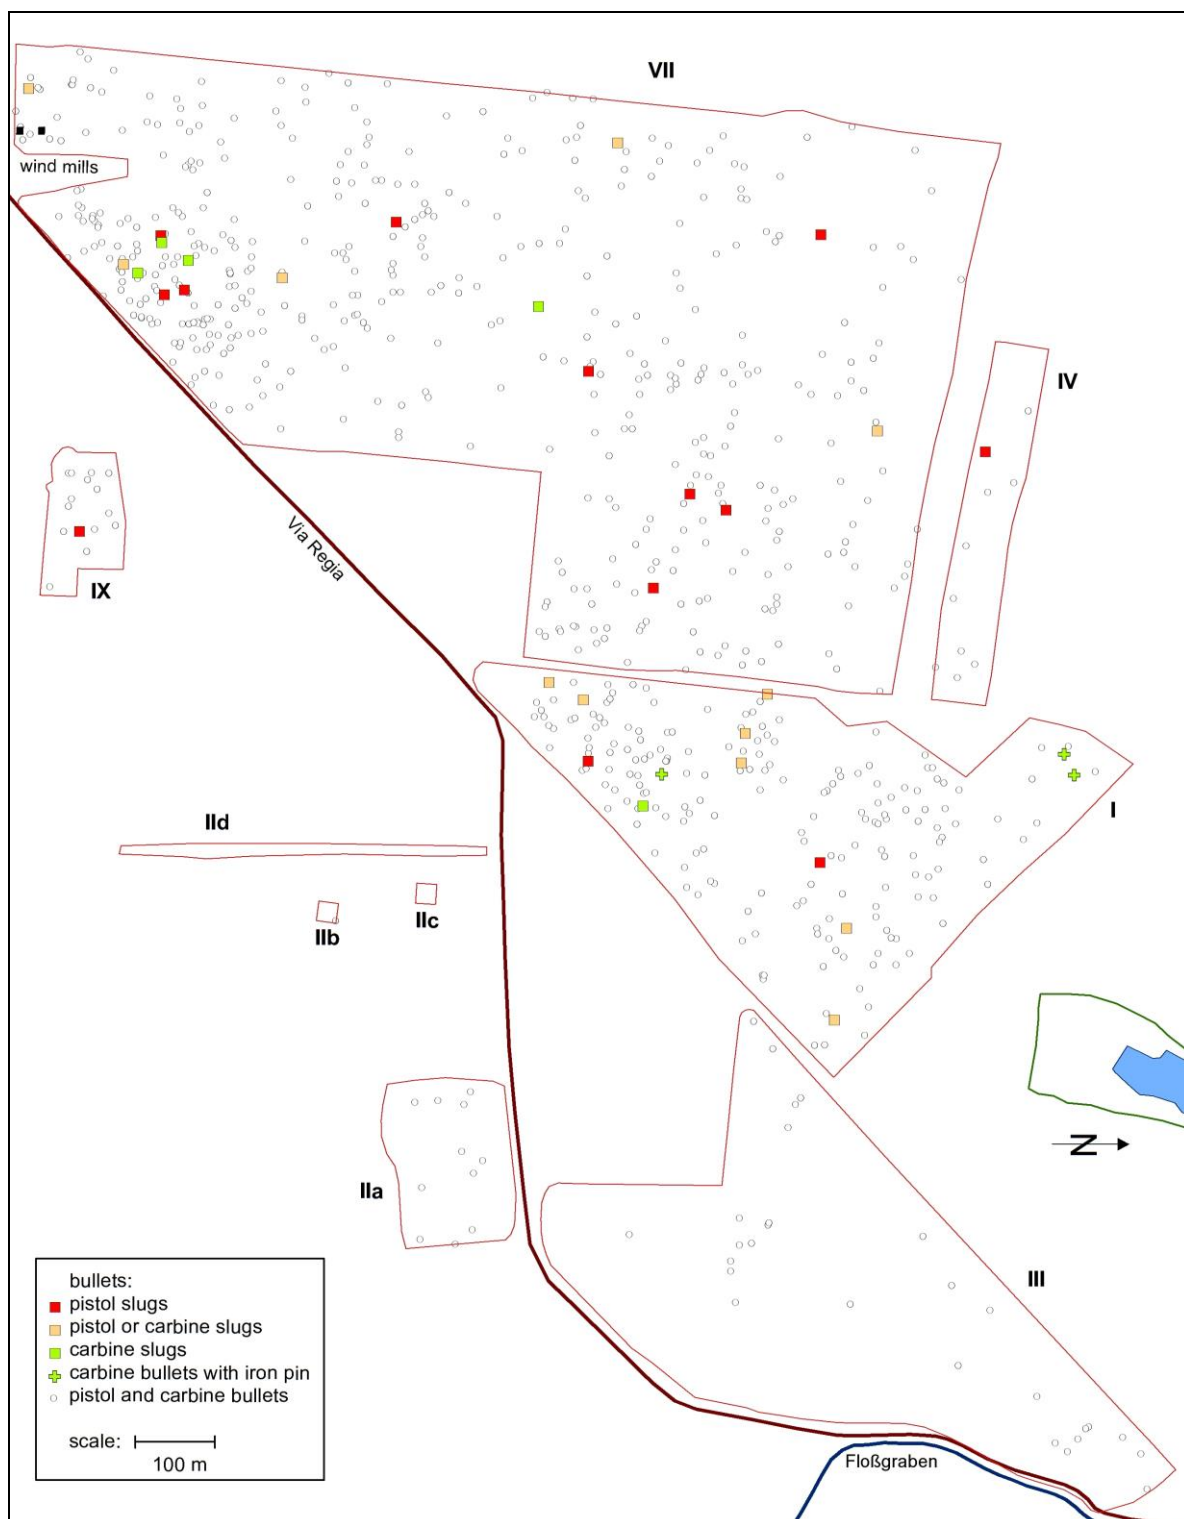 VII
wind mills
IV
Via Regia
IX
I
IId
IIc
IIb
N
IIa
III
bullets:
pistol slugs
pistol or carbine slugs
carbine slugs
carbine bullets with iron pin
pistol and carbine bullets
scale:
100 m
Floßgraben